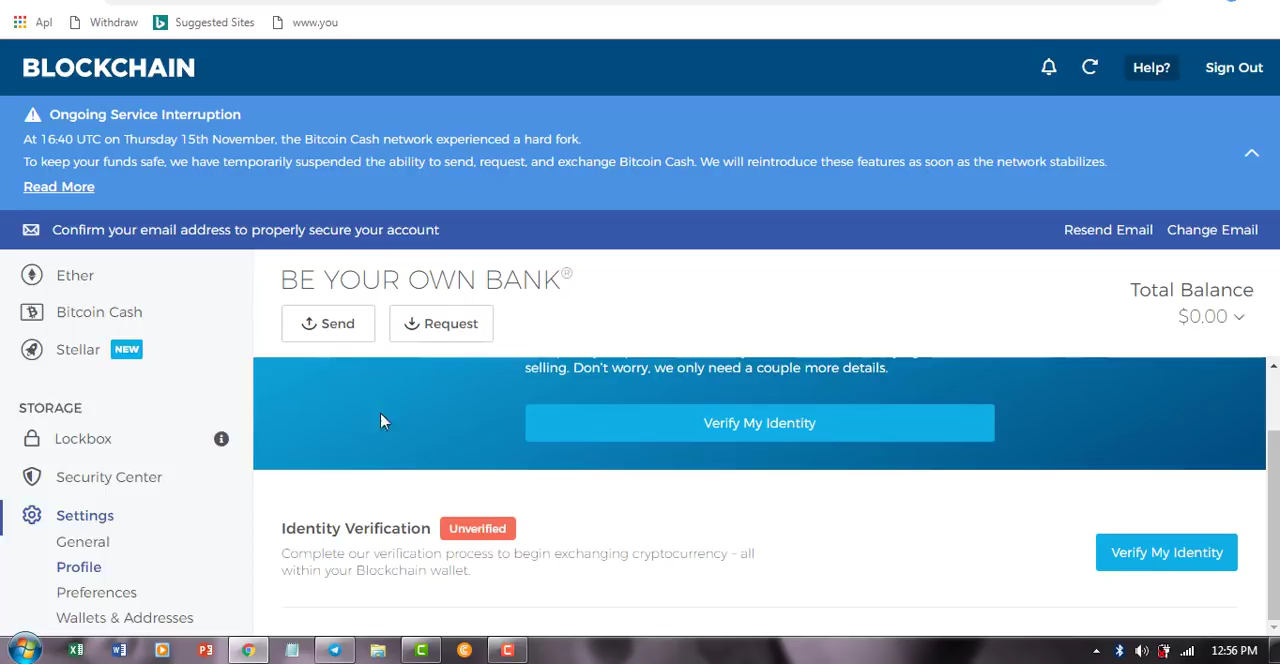 Apl
Withdraw
Suggested Sites
www.you
BLOCKCHAIN
Help?
Sign Out
Ongoing Service Interruption
At 16:40 UTC on Thursday 15th November, the Bitcoin Cash network experienced a hard fork.
To keep your funds safe, we have temporarily suspended the ability to send, request, and exchange Bitcoin Cash. We will reintroduce these features as soon as the network stabilizes.
Read More
Confirm your email address to properly secure your account
Resend Email
Change Email
Ether
Bitcoin Cash
Stellar NEW
STORAGE
Lockbox
Security Center
Settings
General
Profile
Preferences
Wallets & Addresses
BE YOUR OWN BANK®
Send
Request
Total Balance
$0.00
selling. Don't worry, we only need a couple more details.
Verify My Identity
Identity Verification Unverified
Complete our verification process to begin exchanging cryptocurrency – all
within your Blockchain wallet.
Verify My Identity
12:56 PM